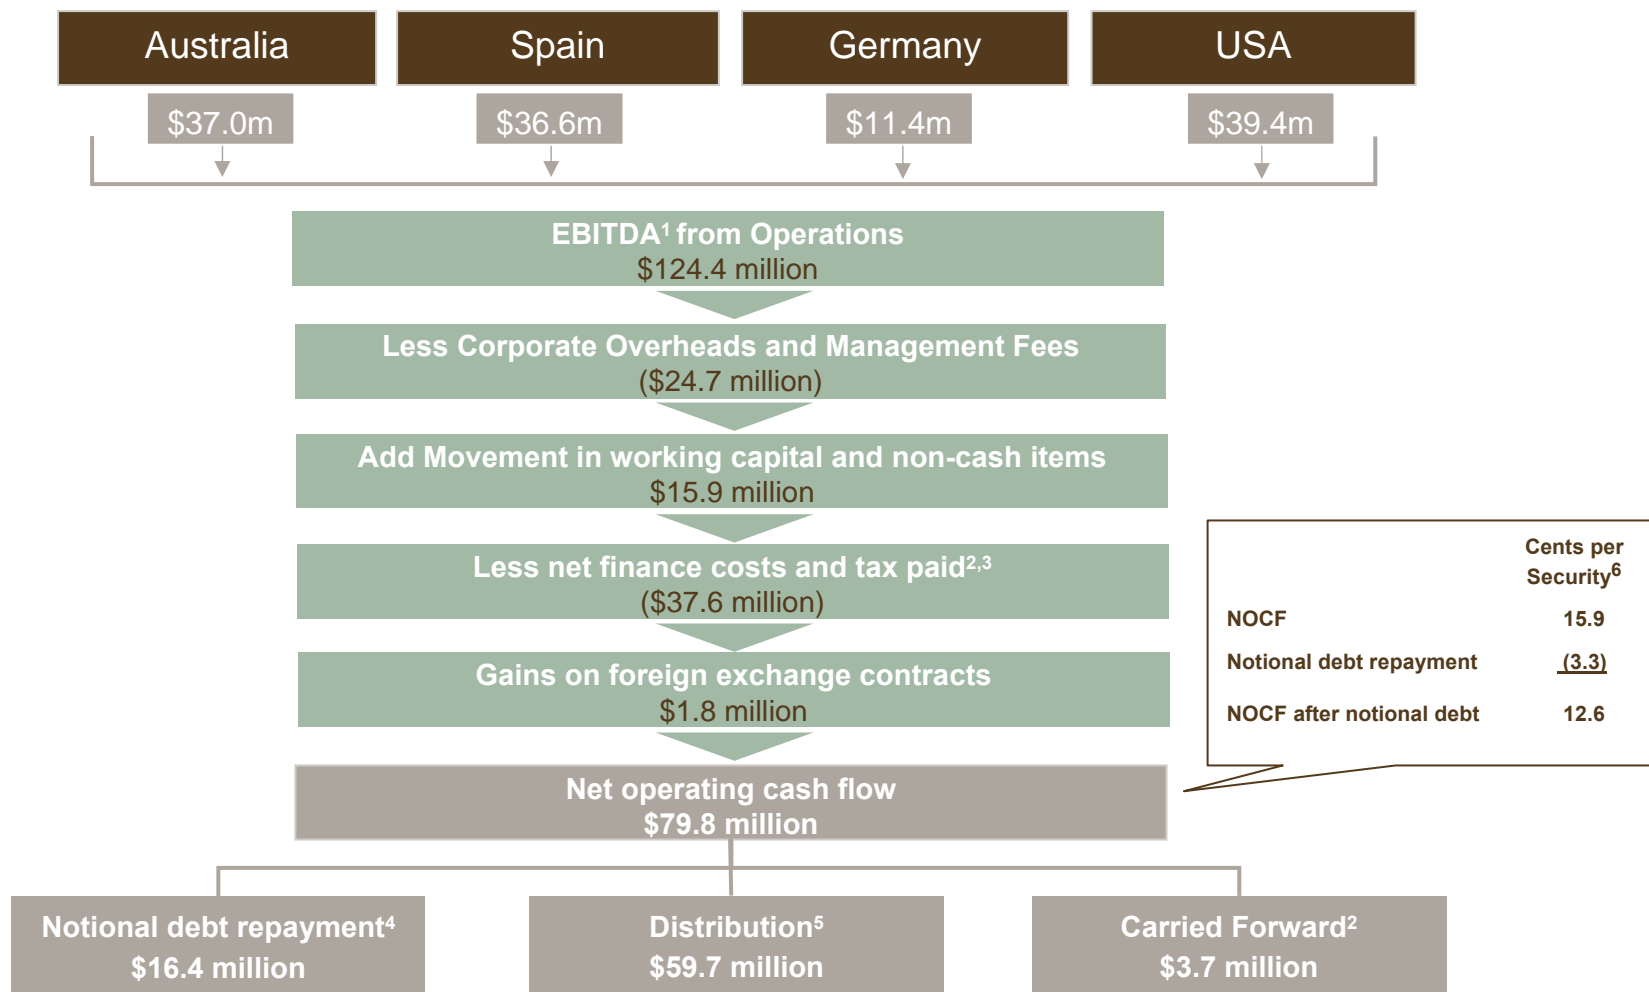 Australia
Spain
Germany
USA
$37.0m
$36.6m
$11.4m
$39.4m
EBITDA¹ from Operations
$124.4 million
Less Corporate Overheads and Management Fees
($24.7 million)
Add Movement in working capital and non-cash items
$15.9 million
Less net finance costs and tax paid²,³
($37.6 million)
Gains on foreign exchange contracts
$1.8 million
Net operating cash flow
$79.8 million
Cents per
Security⁶
NOCF 15.9
Notional debt repayment (3.3)
NOCF after notional debt 12.6
Notional debt repayment⁴
$16.4 million
Distribution⁵
$59.7 million
Carried Forward²
$3.7 million